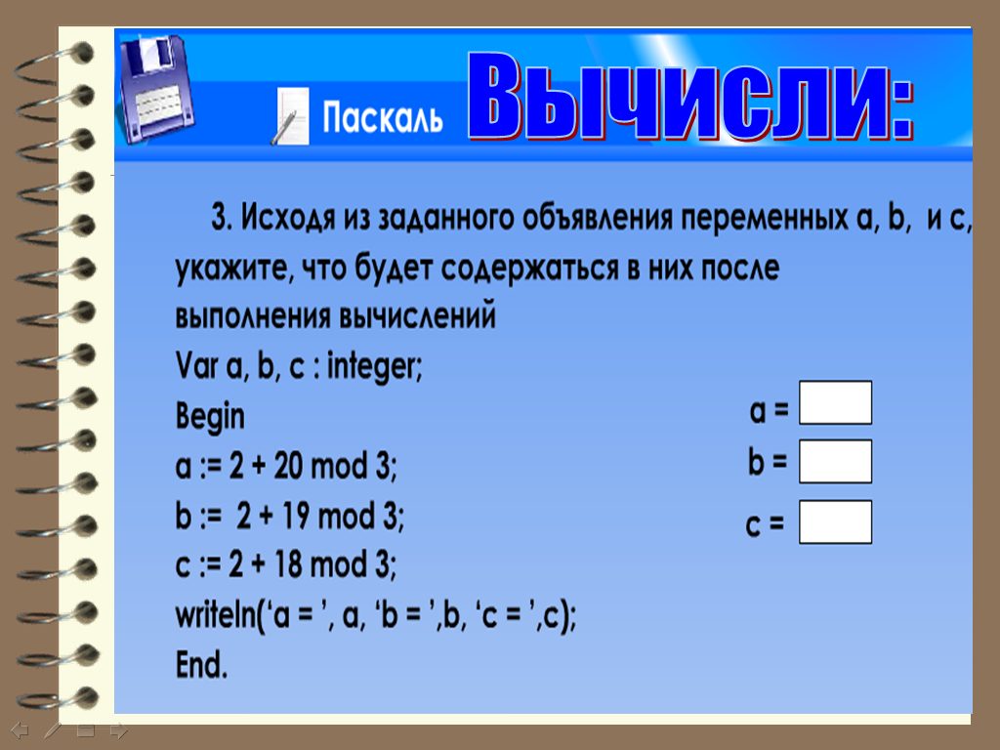 Паскаль Вычисли:
3. Исходя из заданного объявления переменных a, b, и c,
укажите, что будет содержаться в них после
выполнения вычислений
Var a, b, c : integer;
Begin
a := 2 + 20 mod 3;
b := 2 + 19 mod 3;
c := 2 + 18 mod 3;
writeln(‘a = ’, a, ‘b = ’,b, ‘c = ’,c);
End.
a =
b =
c =